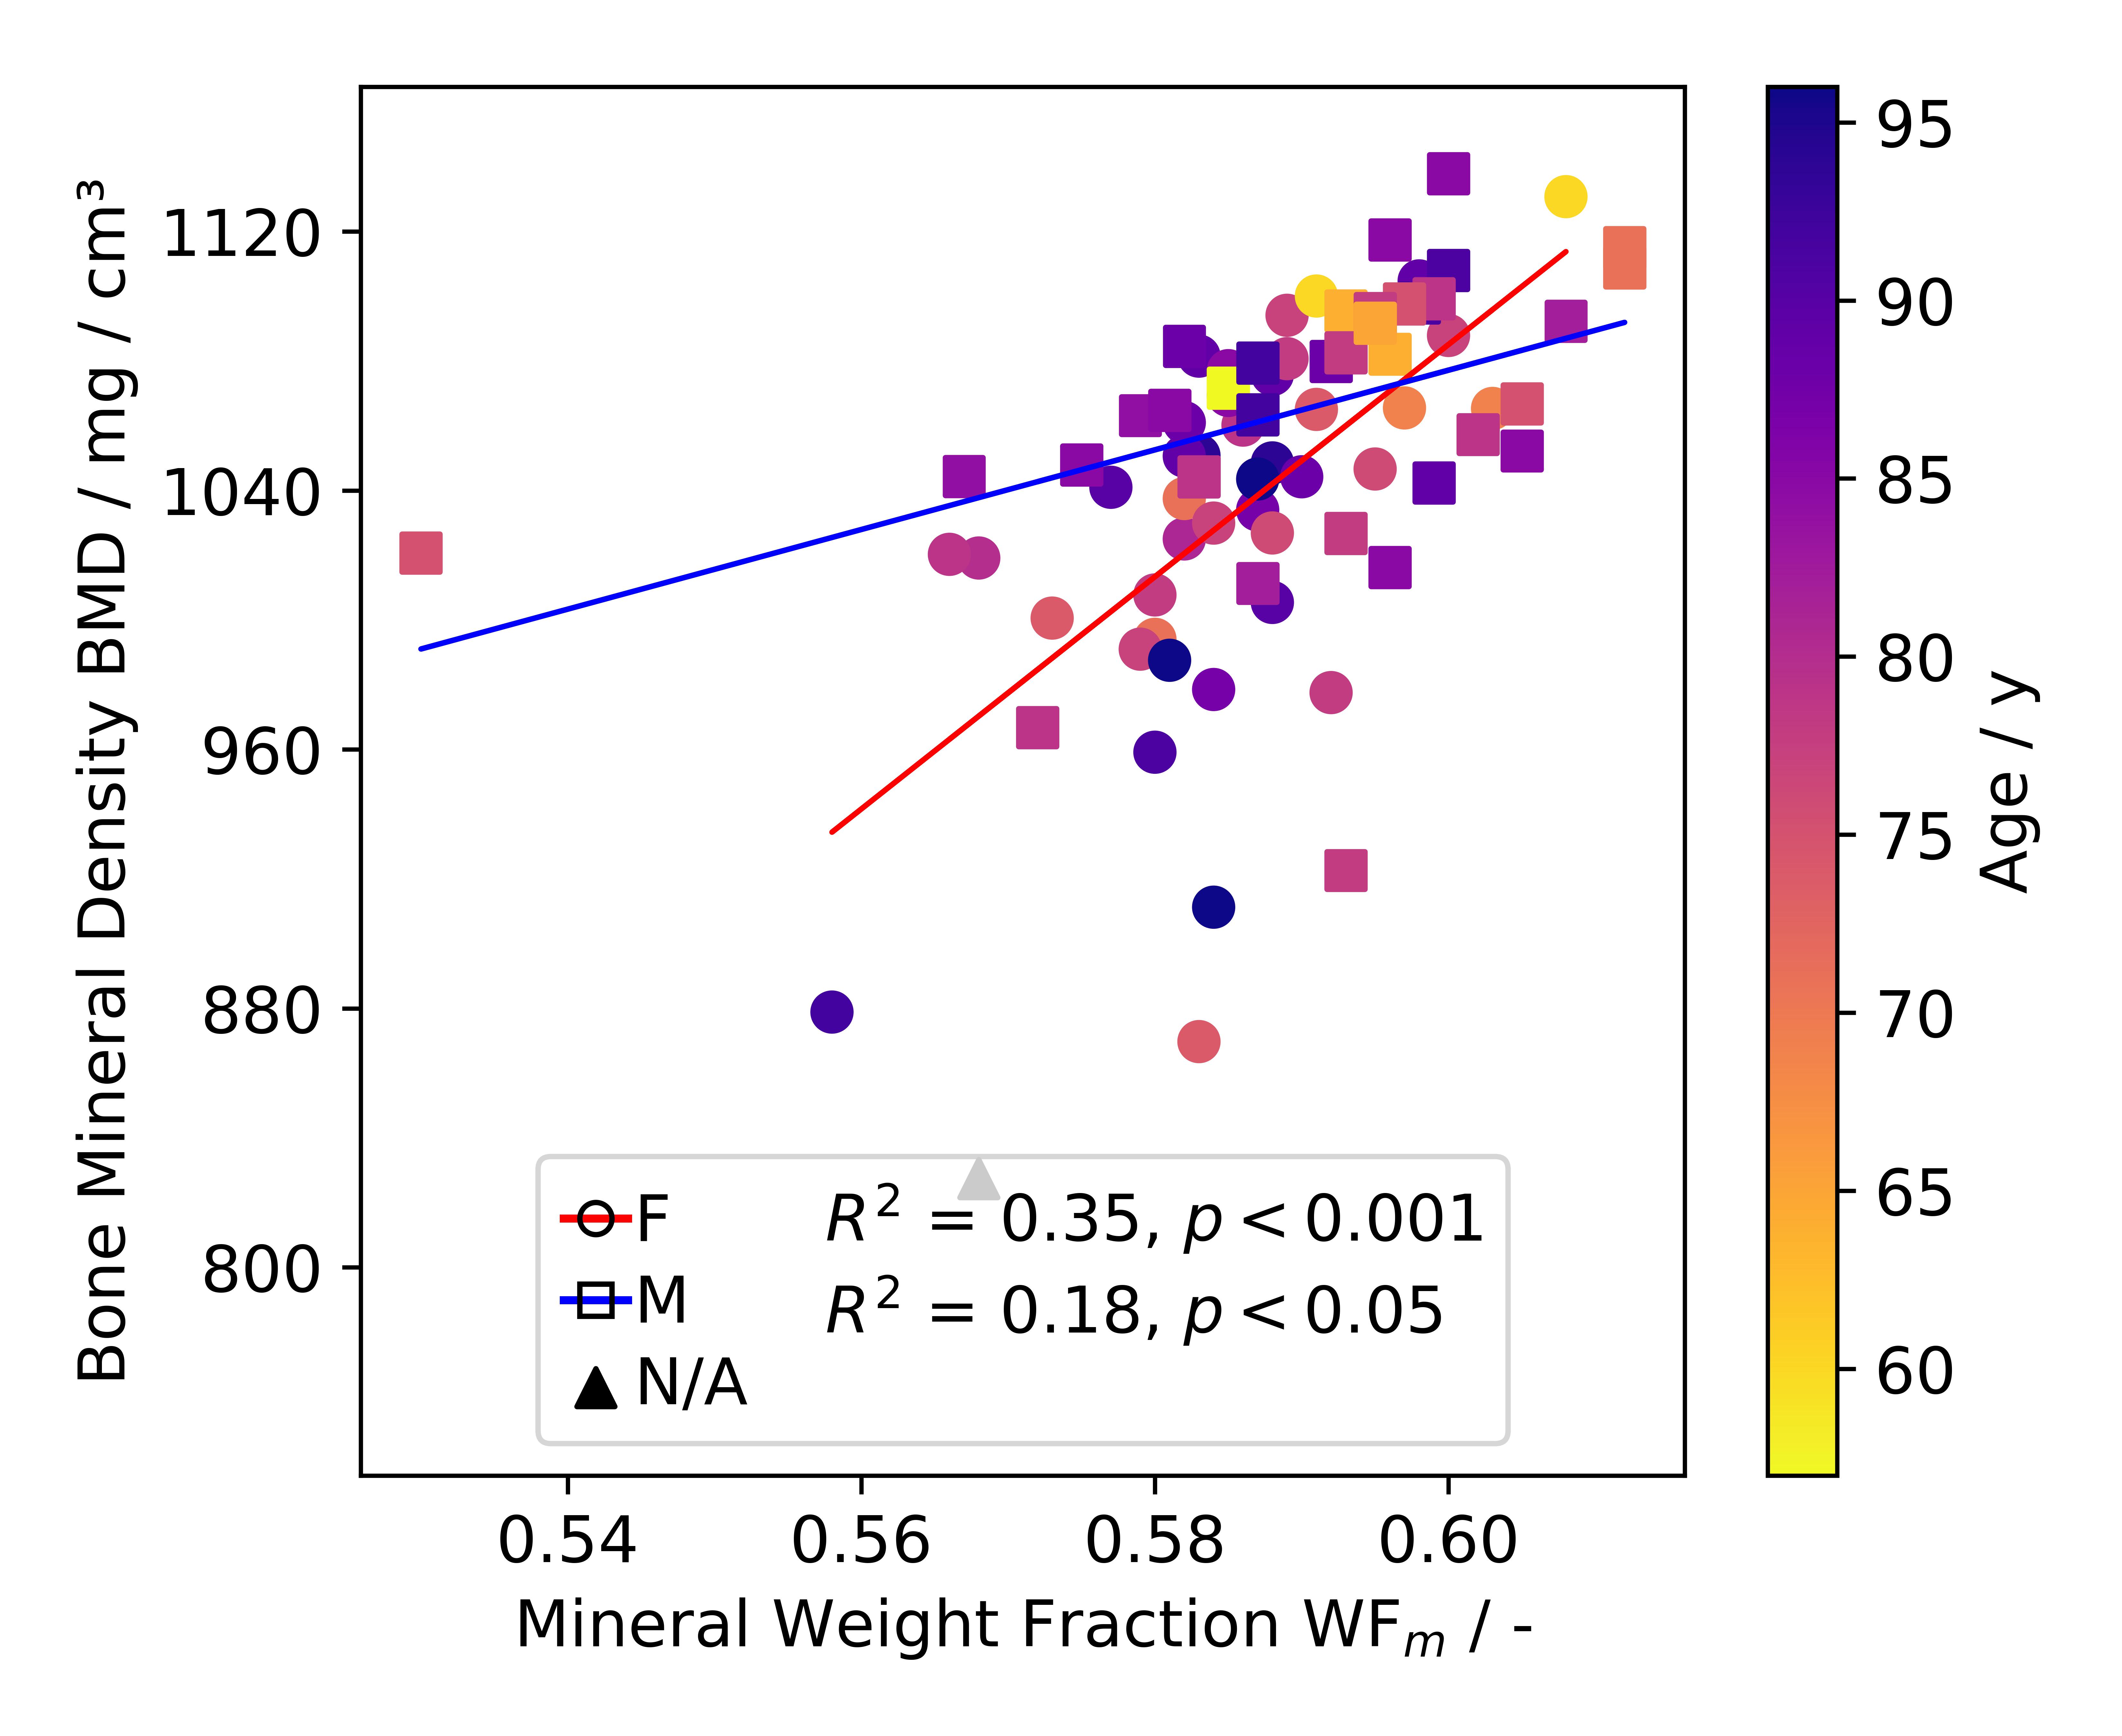 Bone Mineral Density BMD / mg / cm³
1120
1040
960
880
800
F R² = 0.35, p < 0.001
M R² = 0.18, p < 0.05
N/A
0.54 0.56 0.58 0.60
Mineral Weight Fraction WFₘ / -
95
90
85
80
75
70
65
60
Age / y